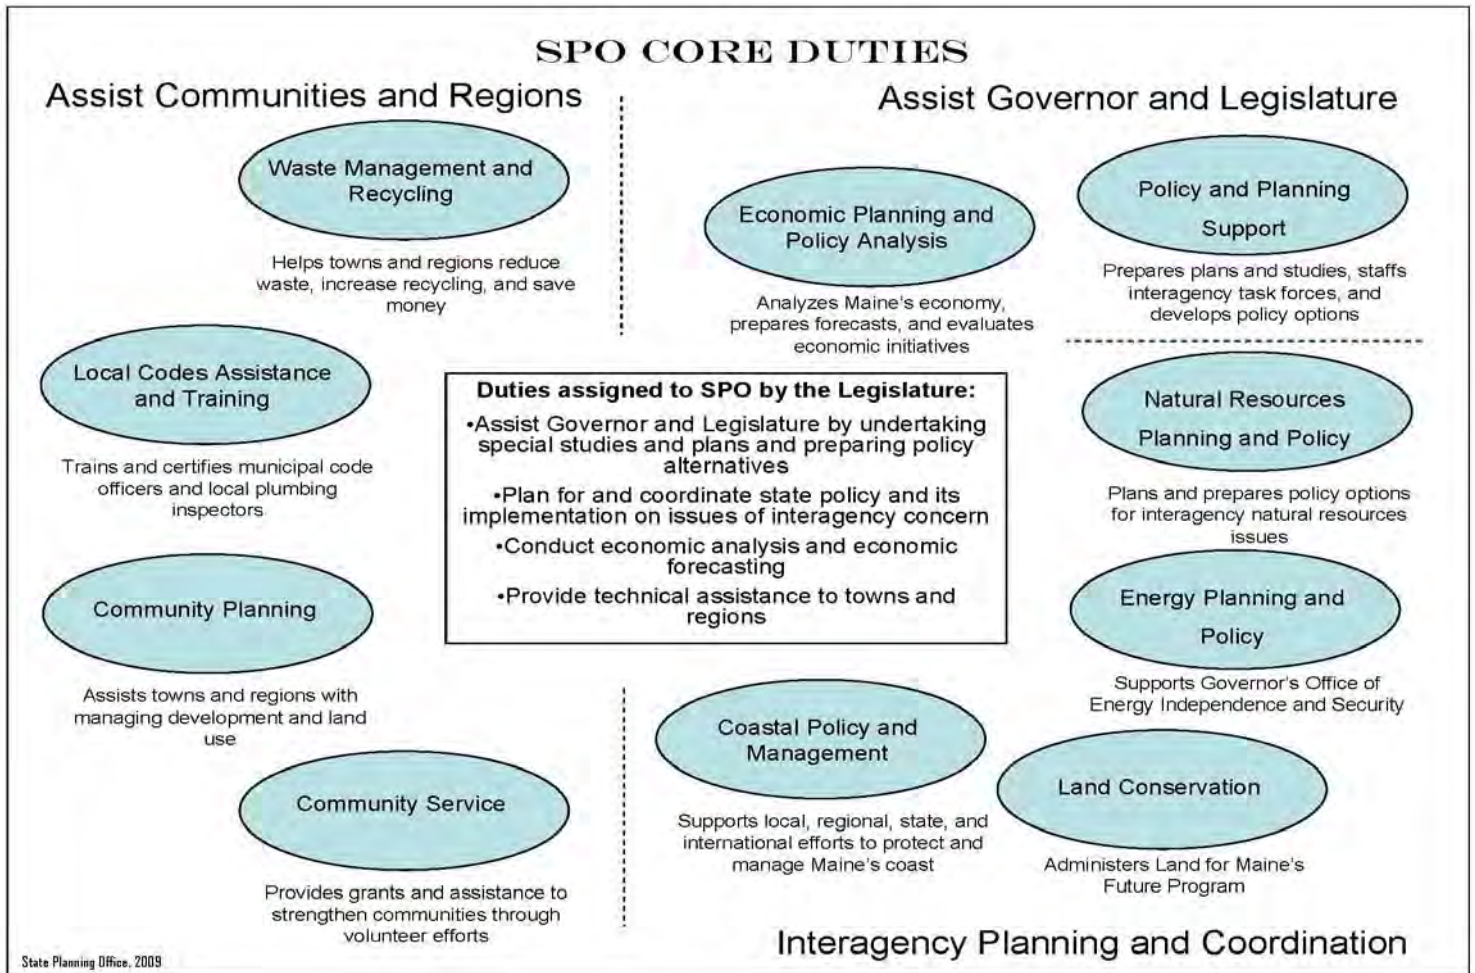 SPO CORE DUTIES
Assist Communities and Regions
Waste Management and
Recycling
Helps towns and regions reduce
waste, increase recycling, and save
money
Local Codes Assistance
and Training
Trains and certifies municipal code
officers and local plumbing
inspectors
Community Planning
Assists towns and regions with
managing development and land
use
Community Service
Provides grants and assistance to
strengthen communities through
volunteer efforts
Assist Governor and Legislature
Economic Planning and
Policy Analysis
Analyzes Maine's economy,
prepares forecasts, and evaluates
economic initiatives
Policy and Planning
Support
Prepares plans and studies, staffs
interagency task forces, and
develops policy options
Duties assigned to SPO by the Legislature:
•Assist Governor and Legislature by undertaking
special studies and plans and preparing policy
alternatives
•Plan for and coordinate state policy and its
implementation on issues of interagency concern
•Conduct economic analysis and economic
forecasting
•Provide technical assistance to towns and
regions
Natural Resources
Planning and Policy
Plans and prepares policy options
for interagency natural resources
issues
Energy Planning and
Policy
Supports Governor's Office of
Energy Independence and Security
Coastal Policy and
Management
Supports local, regional, state, and
international efforts to protect and
manage Maine's coast
Land Conservation
Administers Land for Maine's
Future Program
Interagency Planning and Coordination
State Planning Office, 2009